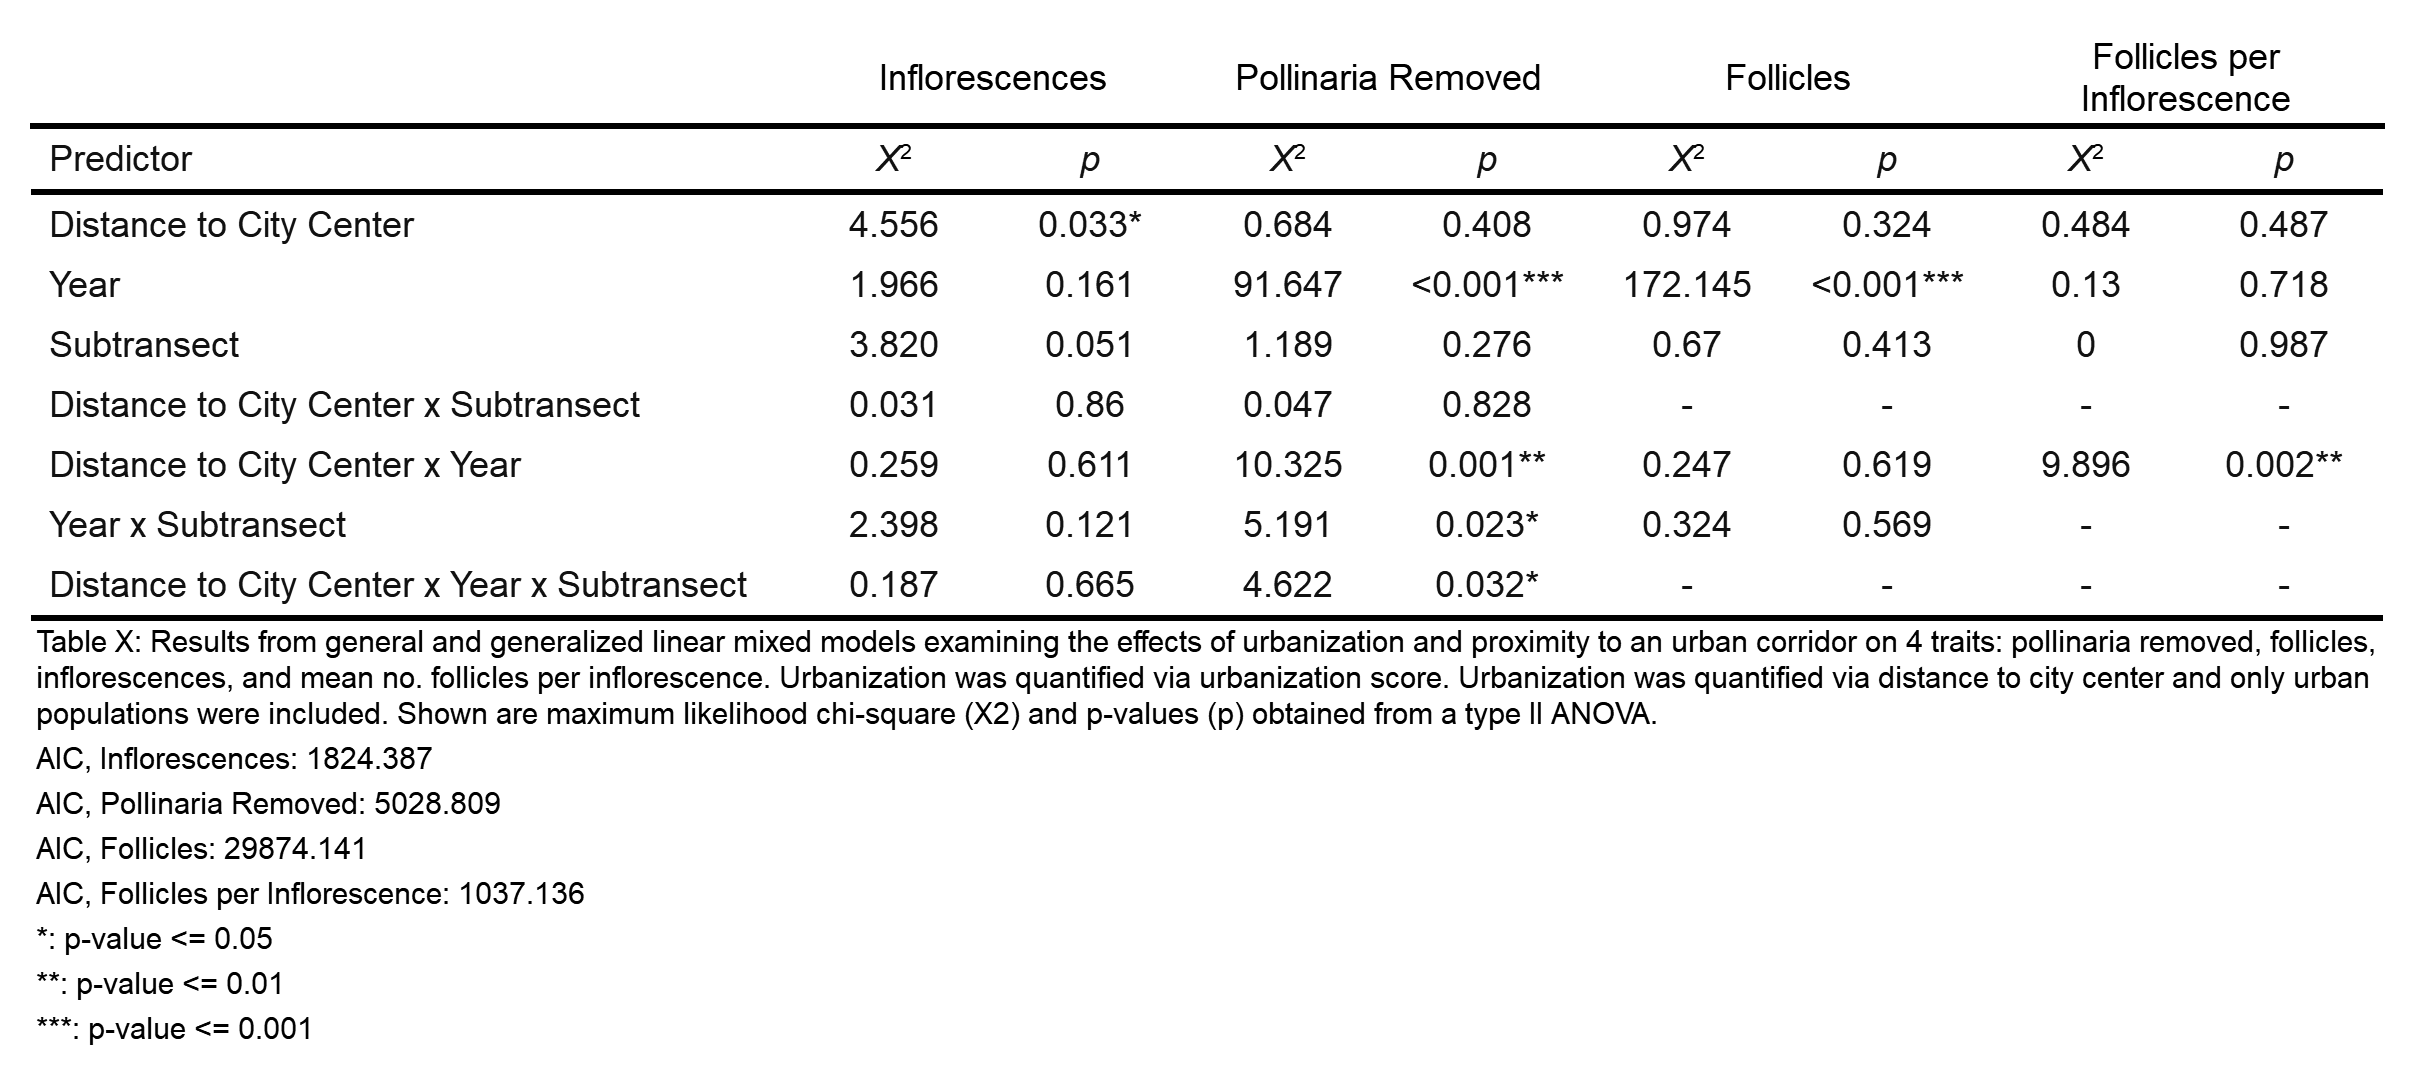 Inflorescences Pollinaria Removed Follicles Follicles per Inflorescence
Predictor X² p X² p X² p X² p
Distance to City Center 4.556 0.033* 0.684 0.408 0.974 0.324 0.484 0.487
Year 1.966 0.161 91.647 <0.001*** 172.145 <0.001*** 0.13 0.718
Subtransect 3.820 0.051 1.189 0.276 0.67 0.413 0 0.987
Distance to City Center x Subtransect 0.031 0.86 0.047 0.828 - - - -
Distance to City Center x Year 0.259 0.611 10.325 0.001** 0.247 0.619 9.896 0.002**
Year x Subtransect 2.398 0.121 5.191 0.023* 0.324 0.569 - -
Distance to City Center x Year x Subtransect 0.187 0.665 4.622 0.032* - - - -
Table X: Results from general and generalized linear mixed models examining the effects of urbanization and proximity to an urban corridor on 4 traits: pollinaria removed, follicles,
inflorescences, and mean no. follicles per inflorescence. Urbanization was quantified via urbanization score. Urbanization was quantified via distance to city center and only urban
populations were included. Shown are maximum likelihood chi-square (X2) and p-values (p) obtained from a type II ANOVA.
AIC, Inflorescences: 1824.387
AIC, Pollinaria Removed: 5028.809
AIC, Follicles: 29874.141
AIC, Follicles per Inflorescence: 1037.136
*: p-value <= 0.05
**: p-value <= 0.01
***: p-value <= 0.001